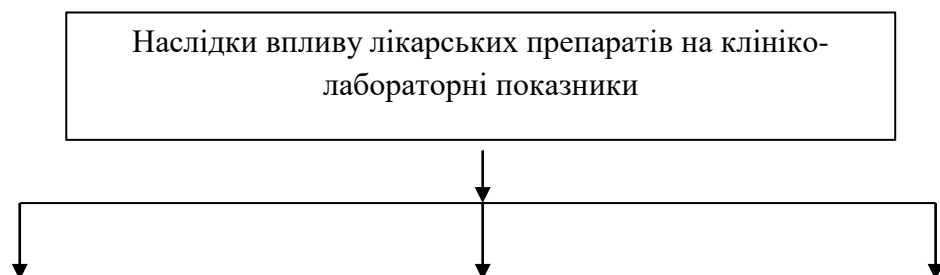 Наслідки впливу лікарських препаратів на клініко-
лабораторні показники